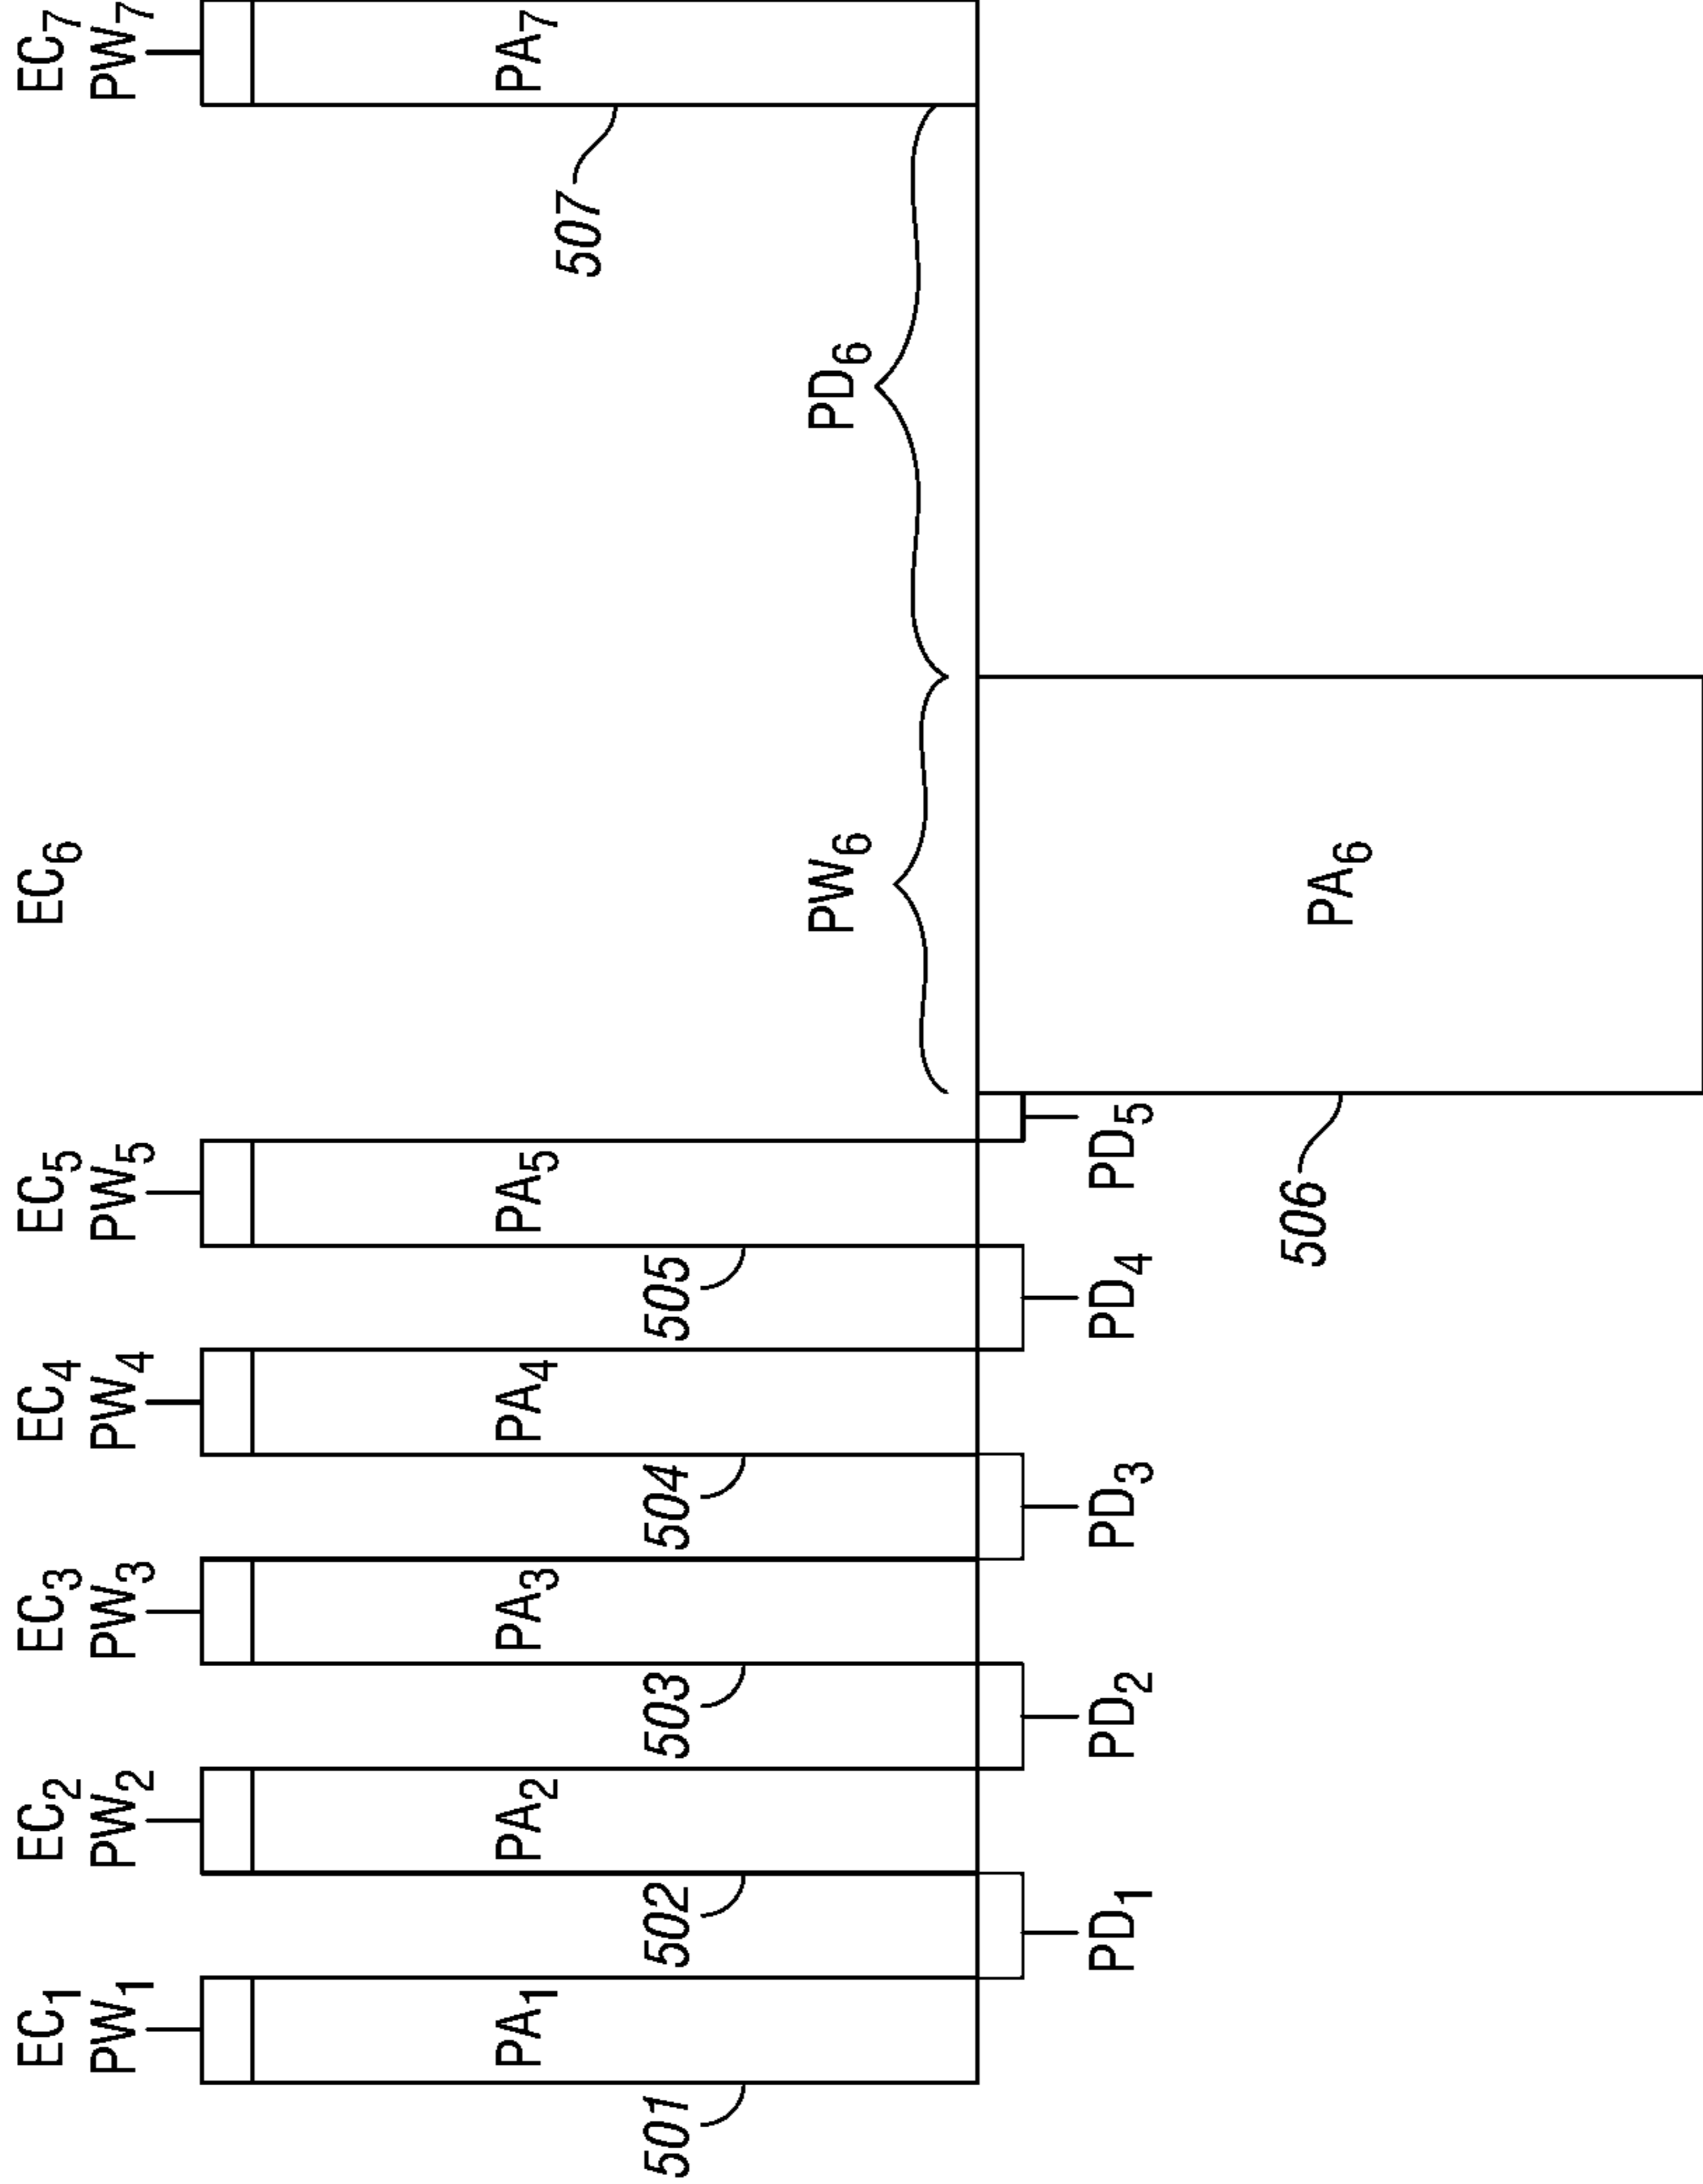 EC1 EC2 EC3 EC4 EC5 EC6 EC7
PW1 PW2 PW3 PW4 PW5 PW7
PA1 PA2 PA3 PA4 PA5 PA7
507
501 502 503 504 505
PW6 PD6
PD1 PD2 PD3 PD4 PD5
506
PA6